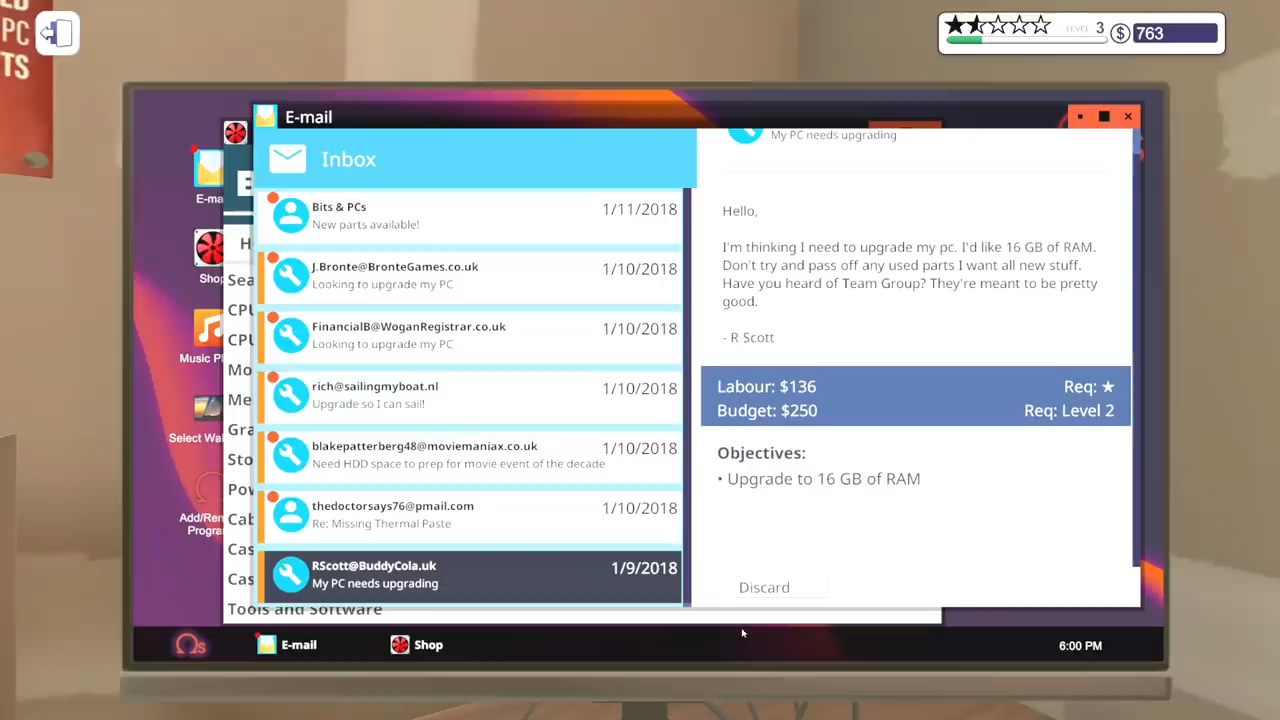 PC
TS
LEVEL 3
$ 763
E-mail
Inbox
Bits & PCs
1/11/2018
New parts available!
J.Bronte@BronteGames.co.uk
1/10/2018
Looking to upgrade my PC
FinancialB@WoganRegistrar.co.uk
1/10/2018
Looking to upgrade my PC
rich@sailingmyboat.nl
1/10/2018
Upgrade so I can sail!
blakepatterberg48@moviemaniax.co.uk
1/10/2018
Need HDD space to prep for movie event of the decade
thedoctorsays76@pmail.com
1/10/2018
Re: Missing Thermal Paste
RScott@BuddyCola.uk
1/9/2018
My PC needs upgrading
My PC needs upgrading
Hello,
I'm thinking I need to upgrade my pc. I'd like 16 GB of RAM.
Don't try and pass off any used parts I want all new stuff.
Have you heard of Team Group? They're meant to be pretty
good.
- R Scott
Labour: $136
Req: ★
Budget: $250
Req: Level 2
Objectives:
• Upgrade to 16 GB of RAM
Discard
E-ma
Shop
Music Pl
Select Wal
Add/Ren
Progra
E
H
Sea
CPU
CPU
Mo
Me
Gra
Sto
Pow
Cab
Cas
Cas
Tools and Software
Ωs
E-mail
Shop
6:00 PM